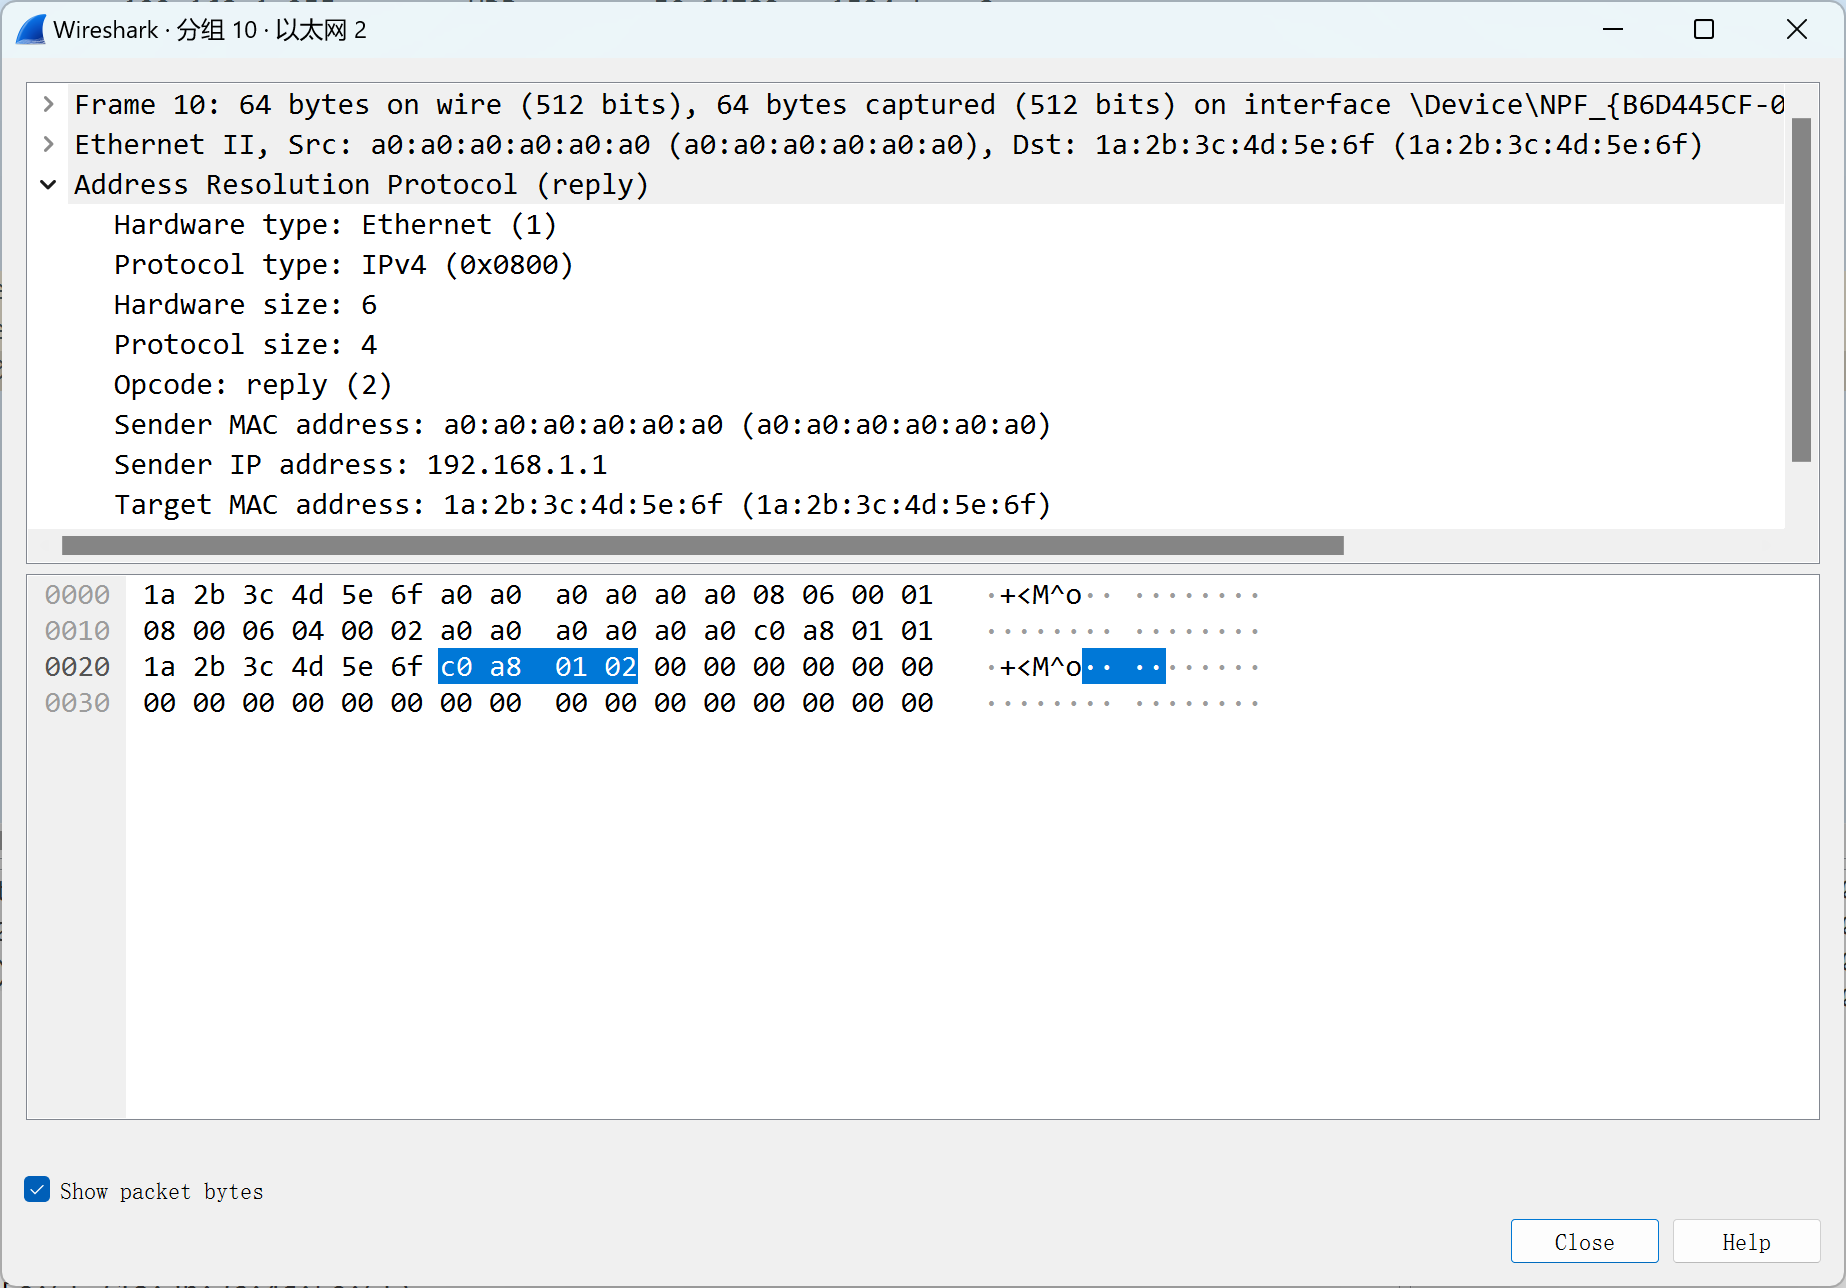 Wireshark · 分组 10 · 以太网 2
Frame 10: 64 bytes on wire (512 bits), 64 bytes captured (512 bits) on interface \Device\NPF_{B6D445CF-0
Ethernet II, Src: a0:a0:a0:a0:a0:a0 (a0:a0:a0:a0:a0:a0), Dst: 1a:2b:3c:4d:5e:6f (1a:2b:3c:4d:5e:6f)
Address Resolution Protocol (reply)
Hardware type: Ethernet (1)
Protocol type: IPv4 (0x0800)
Hardware size: 6
Protocol size: 4
Opcode: reply (2)
Sender MAC address: a0:a0:a0:a0:a0:a0 (a0:a0:a0:a0:a0:a0)
Sender IP address: 192.168.1.1
Target MAC address: 1a:2b:3c:4d:5e:6f (1a:2b:3c:4d:5e:6f)
0000 1a 2b 3c 4d 5e 6f a0 a0 a0 a0 a0 a0 08 06 00 01 ·+<M^o·· ········
0010 08 00 06 04 00 02 a0 a0 a0 a0 a0 a0 c0 a8 01 01 ········ ········
0020 1a 2b 3c 4d 5e 6f c0 a8 01 02 00 00 00 00 00 00 ·+<M^o·· ········
0030 00 00 00 00 00 00 00 00 00 00 00 00 00 00 00 00 ········ ········
Show packet bytes
Close
Help